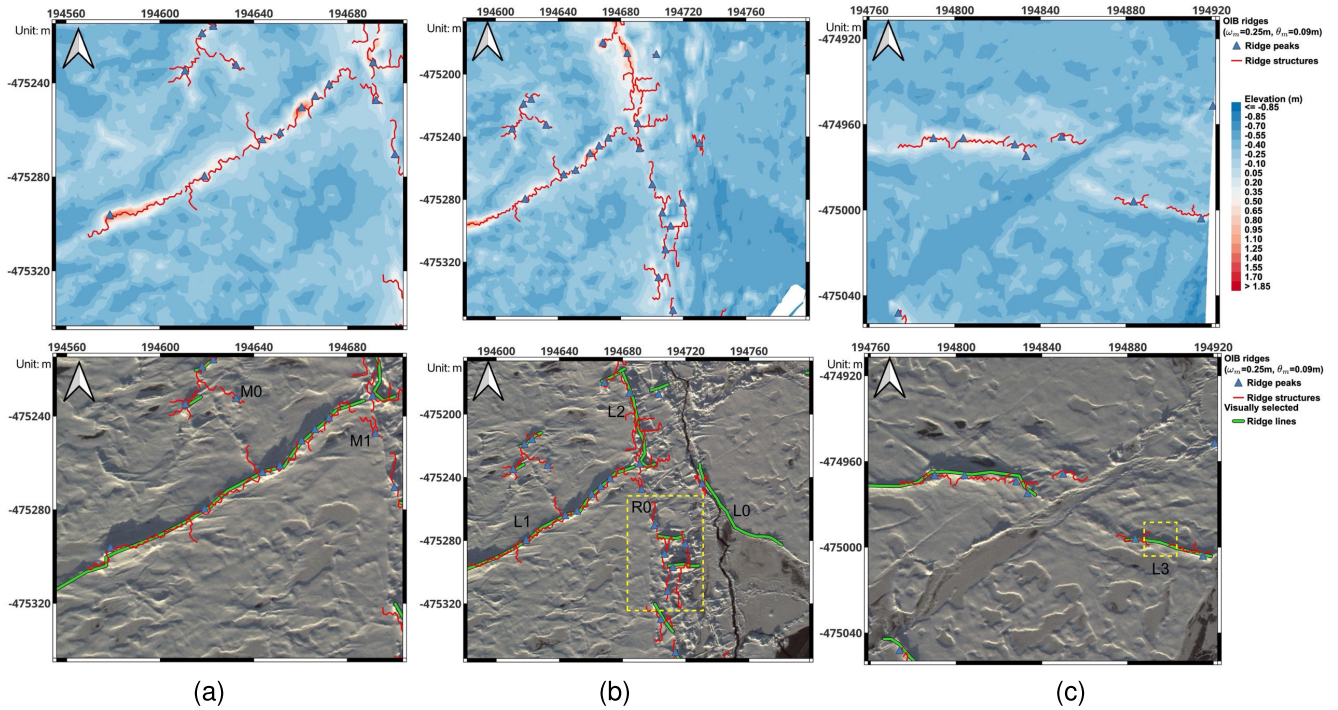 194560 194600 194640 194680
Unit: m
-475240
-475280
-475320
194600 194640 194680 194720 194760
Unit: m
-475200
-475240
-475280
-475320
194760 194800 194840 194880 194920
Unit: m
-474920
-474960
-475000
-475040
OIB ridges
(ωm=0.25m, θm=0.09m)
Ridge peaks
Ridge structures
Elevation (m)
<= -0.85
-0.85
-0.70
-0.55
-0.40
-0.25
-0.10
0.05
0.20
0.35
0.50
0.65
0.80
0.95
1.10
1.25
1.40
1.55
1.70
> 1.85
194560 194600 194640 194680
Unit: m
-475240
-475280
-475320
M0
M1
194600 194640 194680 194720 194760
Unit: m
-475200
-475240
-475280
-475320
L2
L1
R0
L0
194760 194800 194840 194880 194920
Unit: m
-474920
-474960
-475000
-475040
L3
OIB ridges
(ωm=0.25m, θm=0.09m)
Ridge peaks
Ridge structures
Visually selected
Ridge lines
(a) (b) (c)